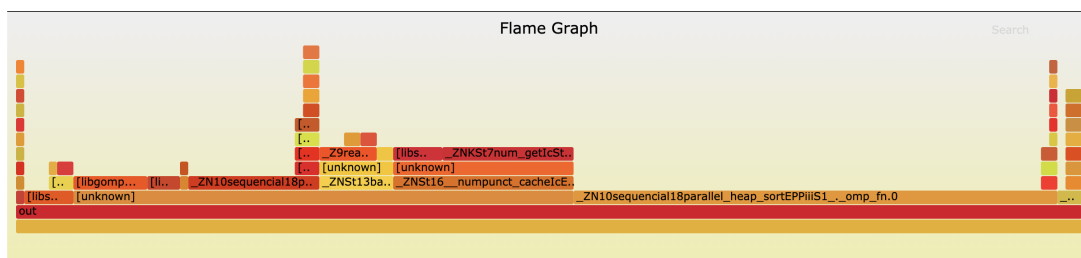 Flame Graph
Search
[..
[..
[.. _Z9rea.. [libs.. _ZNKSt7num_getIcSt..
[.. [unknown] [unknown]
[.. [libgomp... [li.. _ZN10sequencial18p.. _ZNSt13ba.. _ZNSt16__numpunct_cacheIcE..
[libs.. [unknown] _ZN10sequencial18parallel_heap_sortEPPiiiS1_._omp_fn.0 _..
out